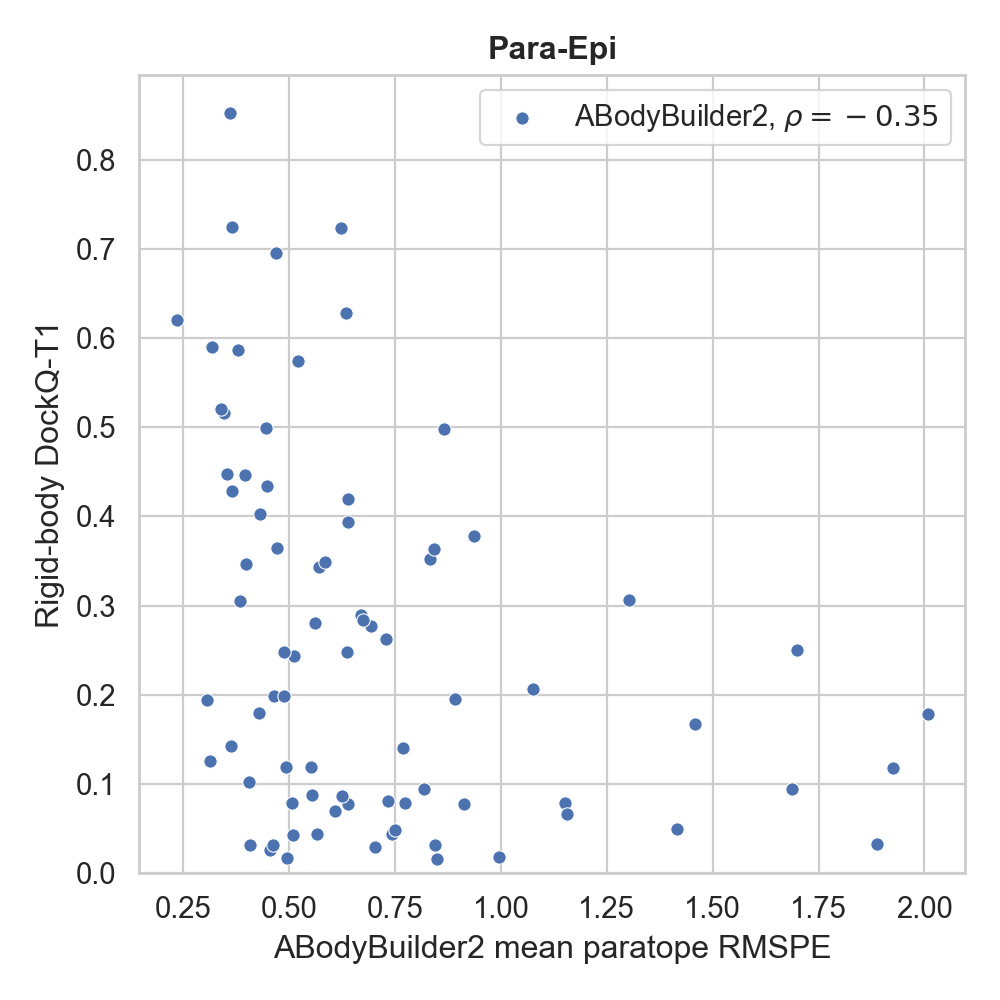 Para-Epi
ABodyBuilder2, ρ = − 0.35
Rigid-body DockQ-T1
0.8
0.7
0.6
0.5
0.4
0.3
0.2
0.1
0.0
0.25 0.50 0.75 1.00 1.25 1.50 1.75 2.00
ABodyBuilder2 mean paratope RMSPE